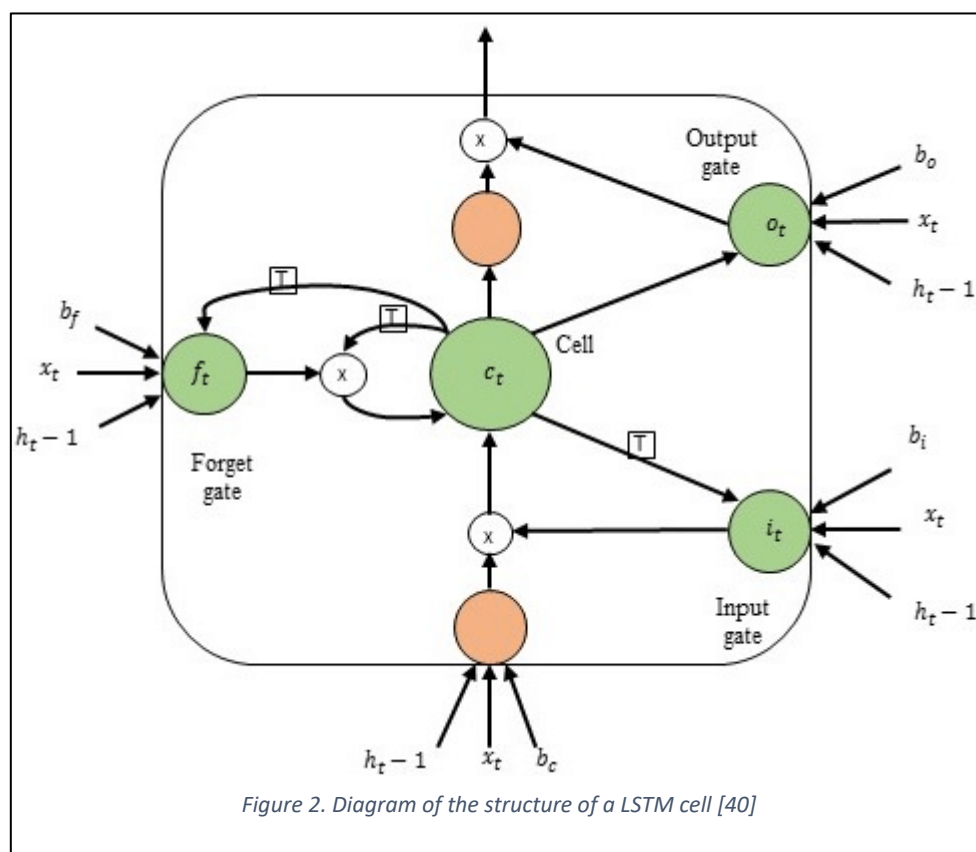 x
Output
gate
b_o
o_t
x_t
h_t − 1
T
T
b_f
x_t
f_t
x
c_t
Cell
h_t − 1
Forget
gate
T
b_i
x
i_t
x_t
Input
gate
h_t − 1
h_t − 1
x_t
b_c
Figure 2. Diagram of the structure of a LSTM cell [40]